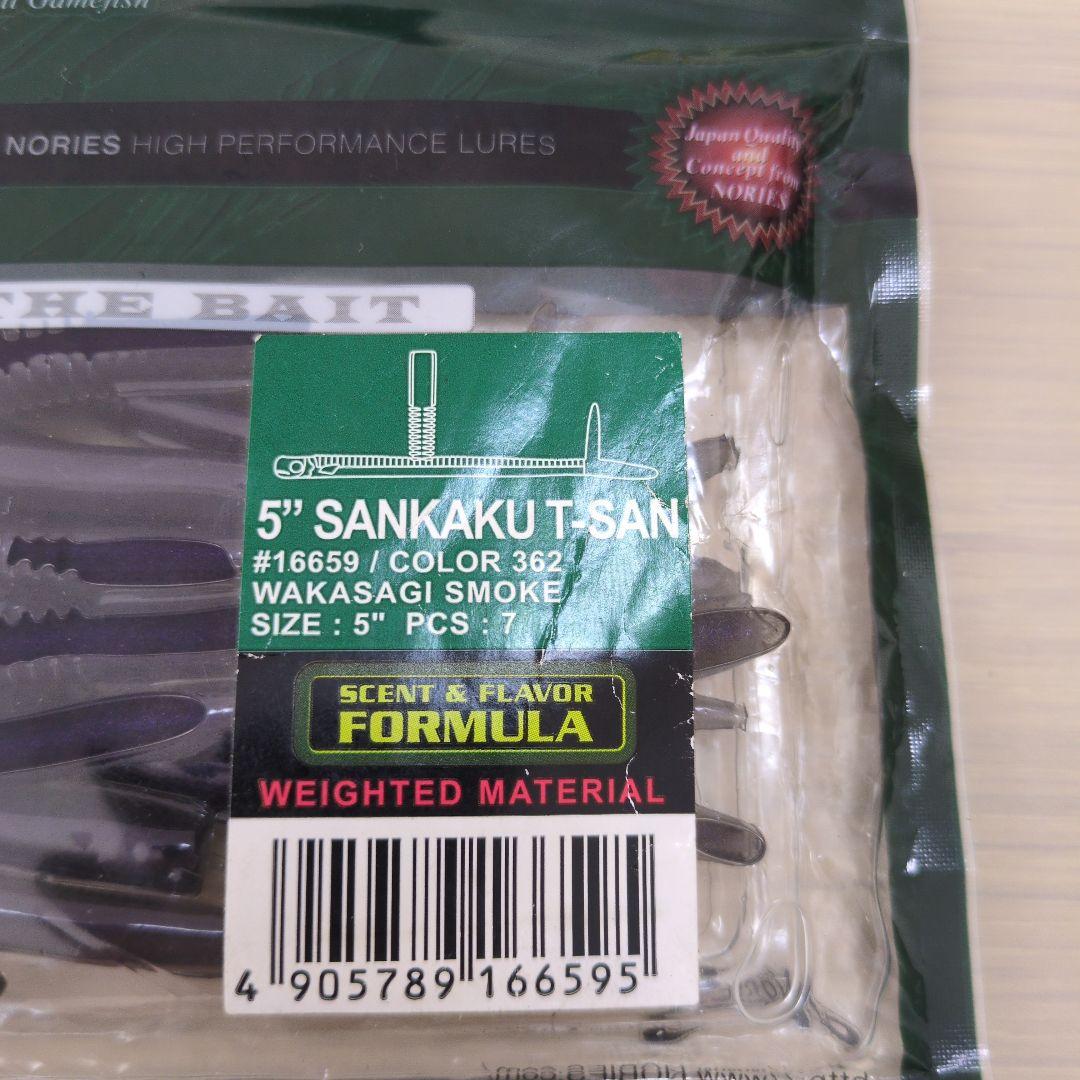 Gamefish
NORIES HIGH PERFORMANCE LURES
Japan Quality
and
Concept from
NORIES
THE BAIT
5” SANKAKU T-SAN
#16659 / COLOR 362
WAKASAGI SMOKE
SIZE : 5" PCS : 7
SCENT & FLAVOR
FORMULA
WEIGHTED MATERIAL
4 905789 166595